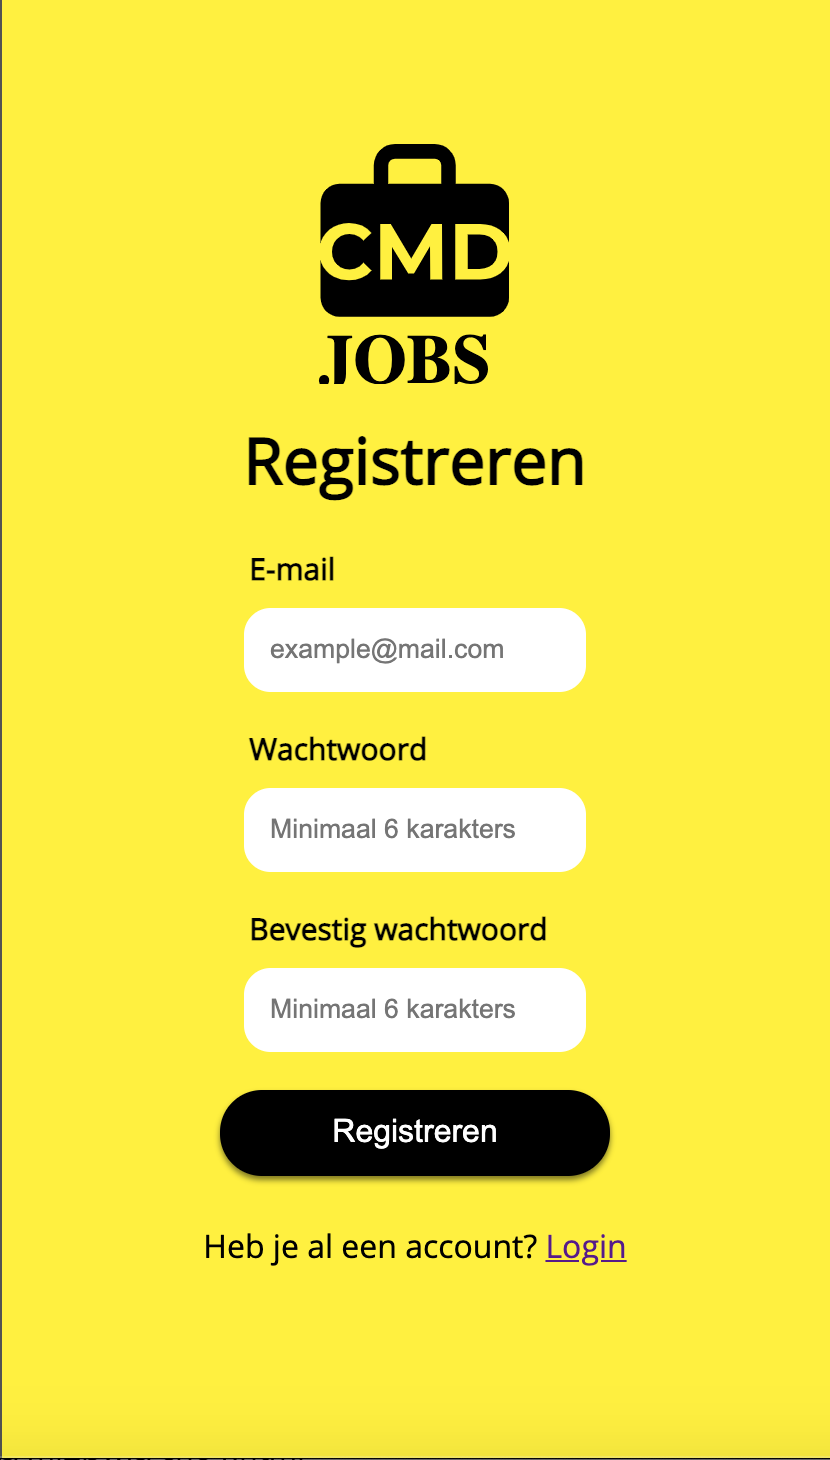 CMD
JOBS
Registreren
E-mail
example@mail.com
Wachtwoord
Minimaal 6 karakters
Bevestig wachtwoord
Minimaal 6 karakters
Registreren
Heb je al een account? Login